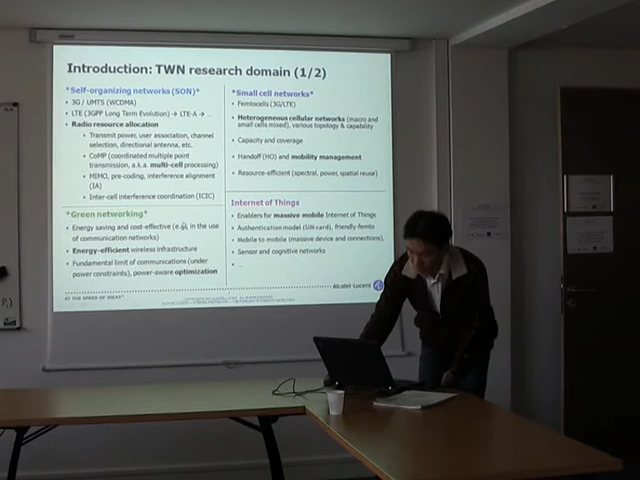 Introduction: TWN research domain (1/2)
*Self-organizing networks (SON)*
• 3G / UMTS (WCDMA)
• LTE (3GPP Long Term Evolution) → LTE-A → ...
• Radio resource allocation
• Transmit power, user association, channel
selection, directional antenna, etc.
• CoMP (coordinated multiple point
transmission, a.k.a. multi-cell processing)
• MIMO, pre-coding, interference alignment
(IA)
• Inter-cell interference coordination (ICIC)
*Small cell networks*
• Femtocells (3G/LTE)
• Heterogeneous cellular networks (macro and
small cells mixed), various topology & capability
• Capacity and coverage
• Handoff (HO) and mobility management
• Resource-efficient (spectral, power, spatial reuse)
*Green networking*
• Energy saving and cost-effective (e.g. in the use
of communication networks)
• Energy-efficient wireless infrastructure
• Fundamental limit of communications (under
power constraints), power-aware optimization
Internet of Things
• Enablers for massive mobile Internet of Things
• Authentication model (SIM card), friendly-femto
• Mobile to mobile (massive device and connections),
• Sensor and cognitive networks
• ...
AT THE SPEED OF IDEAS™
Alcatel-Lucent